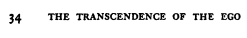 34 THE TRANSCENDENCE OF THE EGO